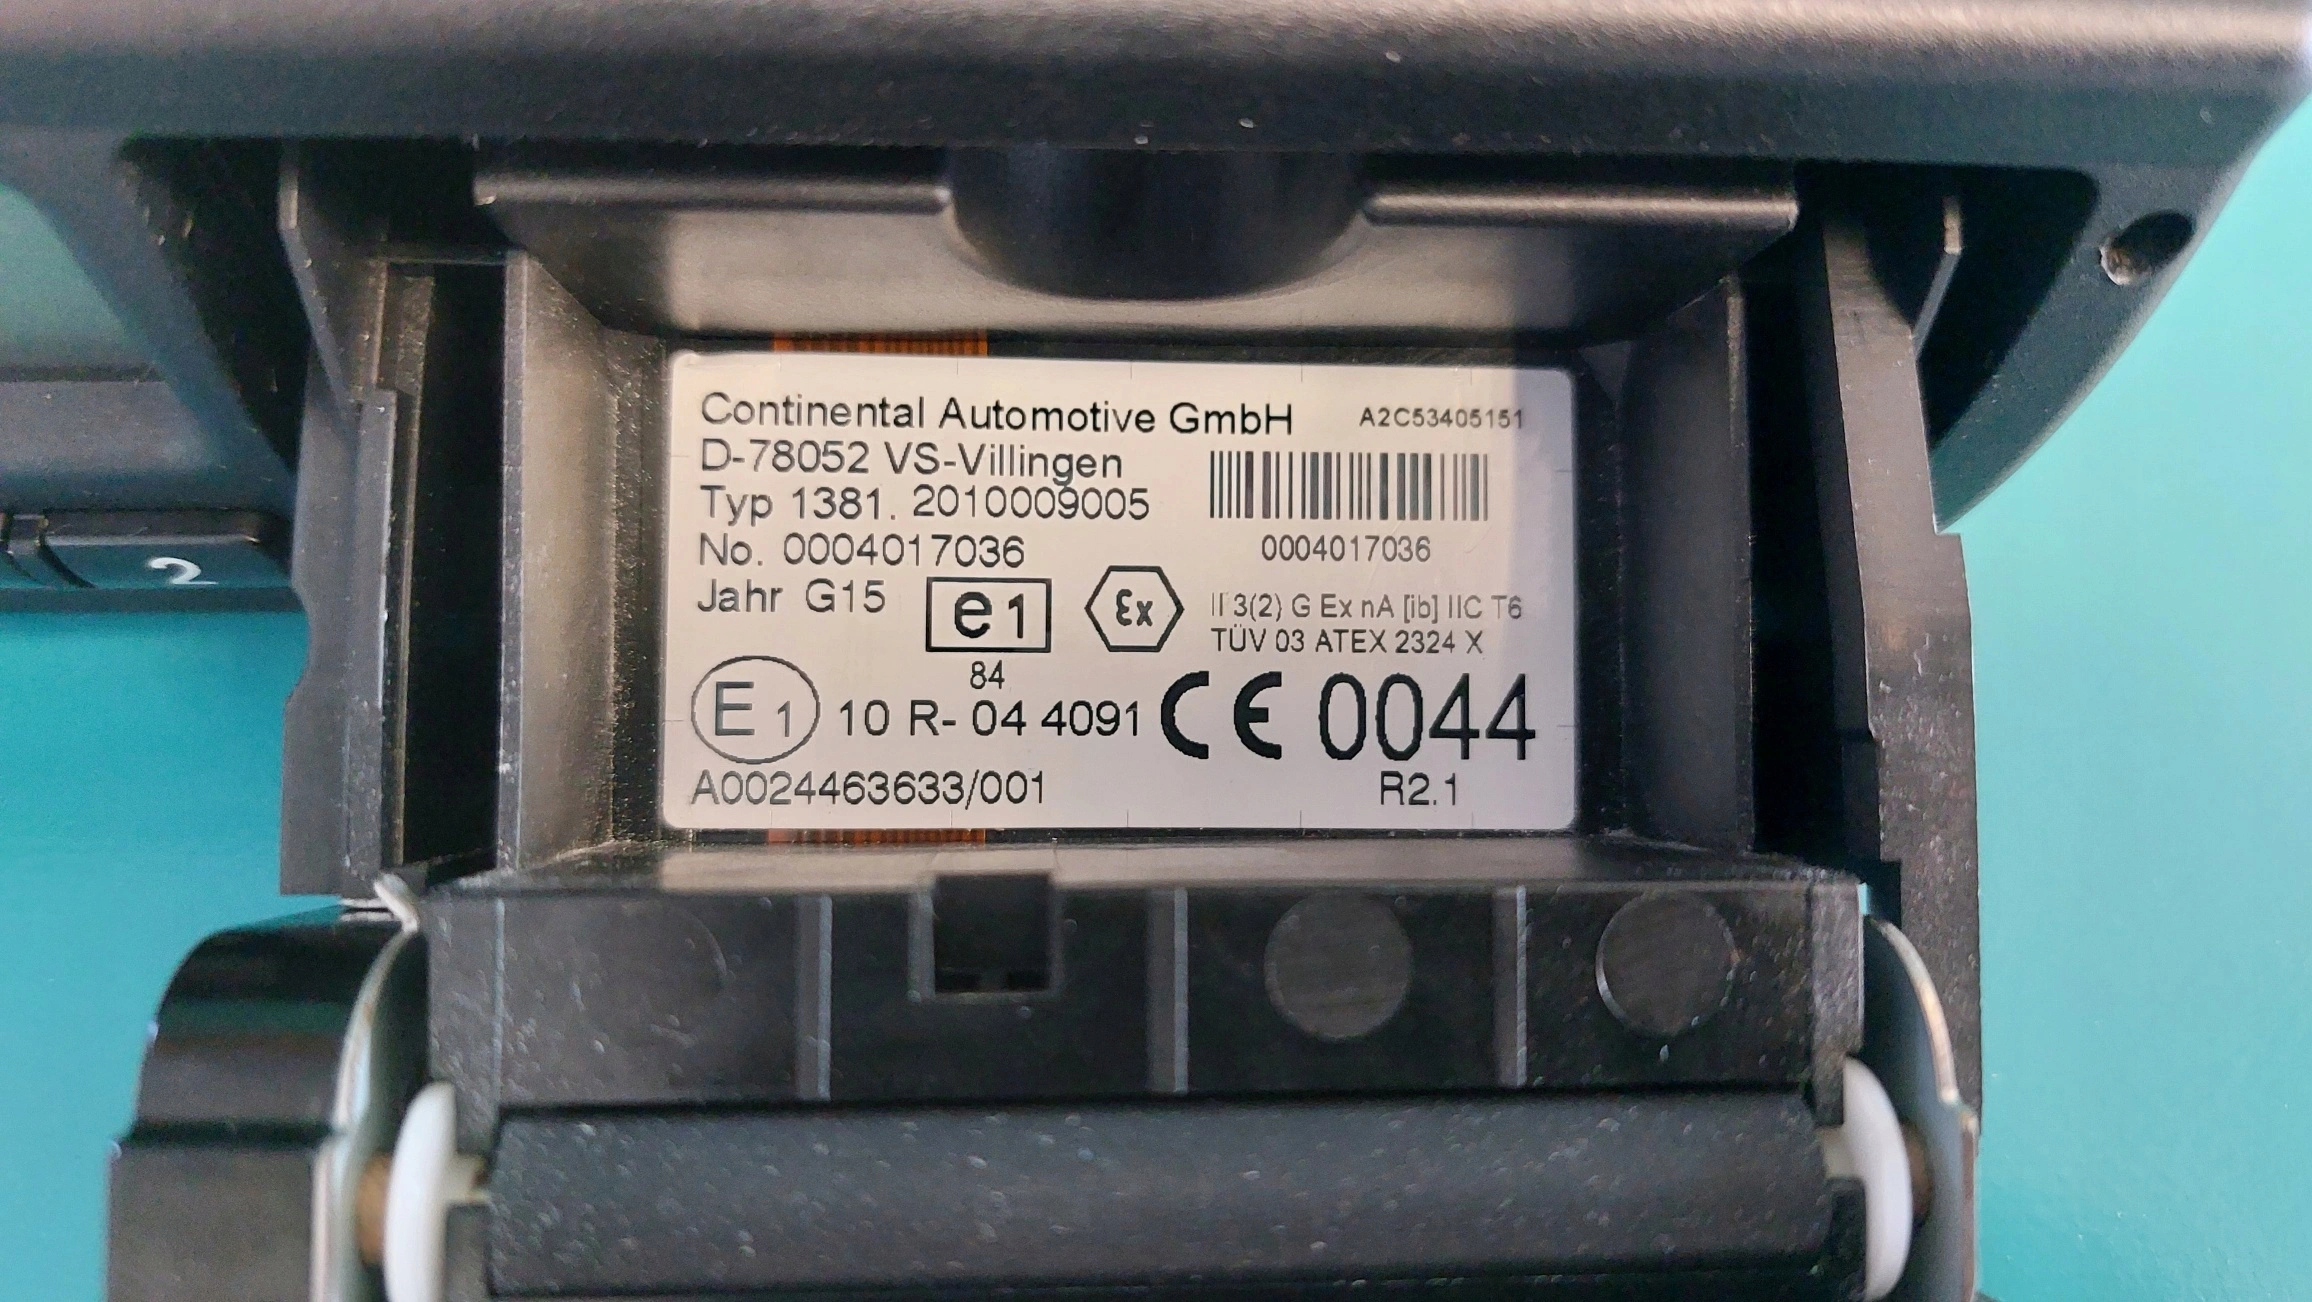 Continental Automotive GmbH A2C53405151
D-78052 VS-Villingen
Typ 1381. 2010009005
No. 0004017036 0004017036
Jahr G15 e1 Ex II 3(2) G Ex nA [ib] IIC T6
TÜV 03 ATEX 2324 X
84
E1 10 R- 04 4091 CE 0044
A0024463633/001 R2.1
2